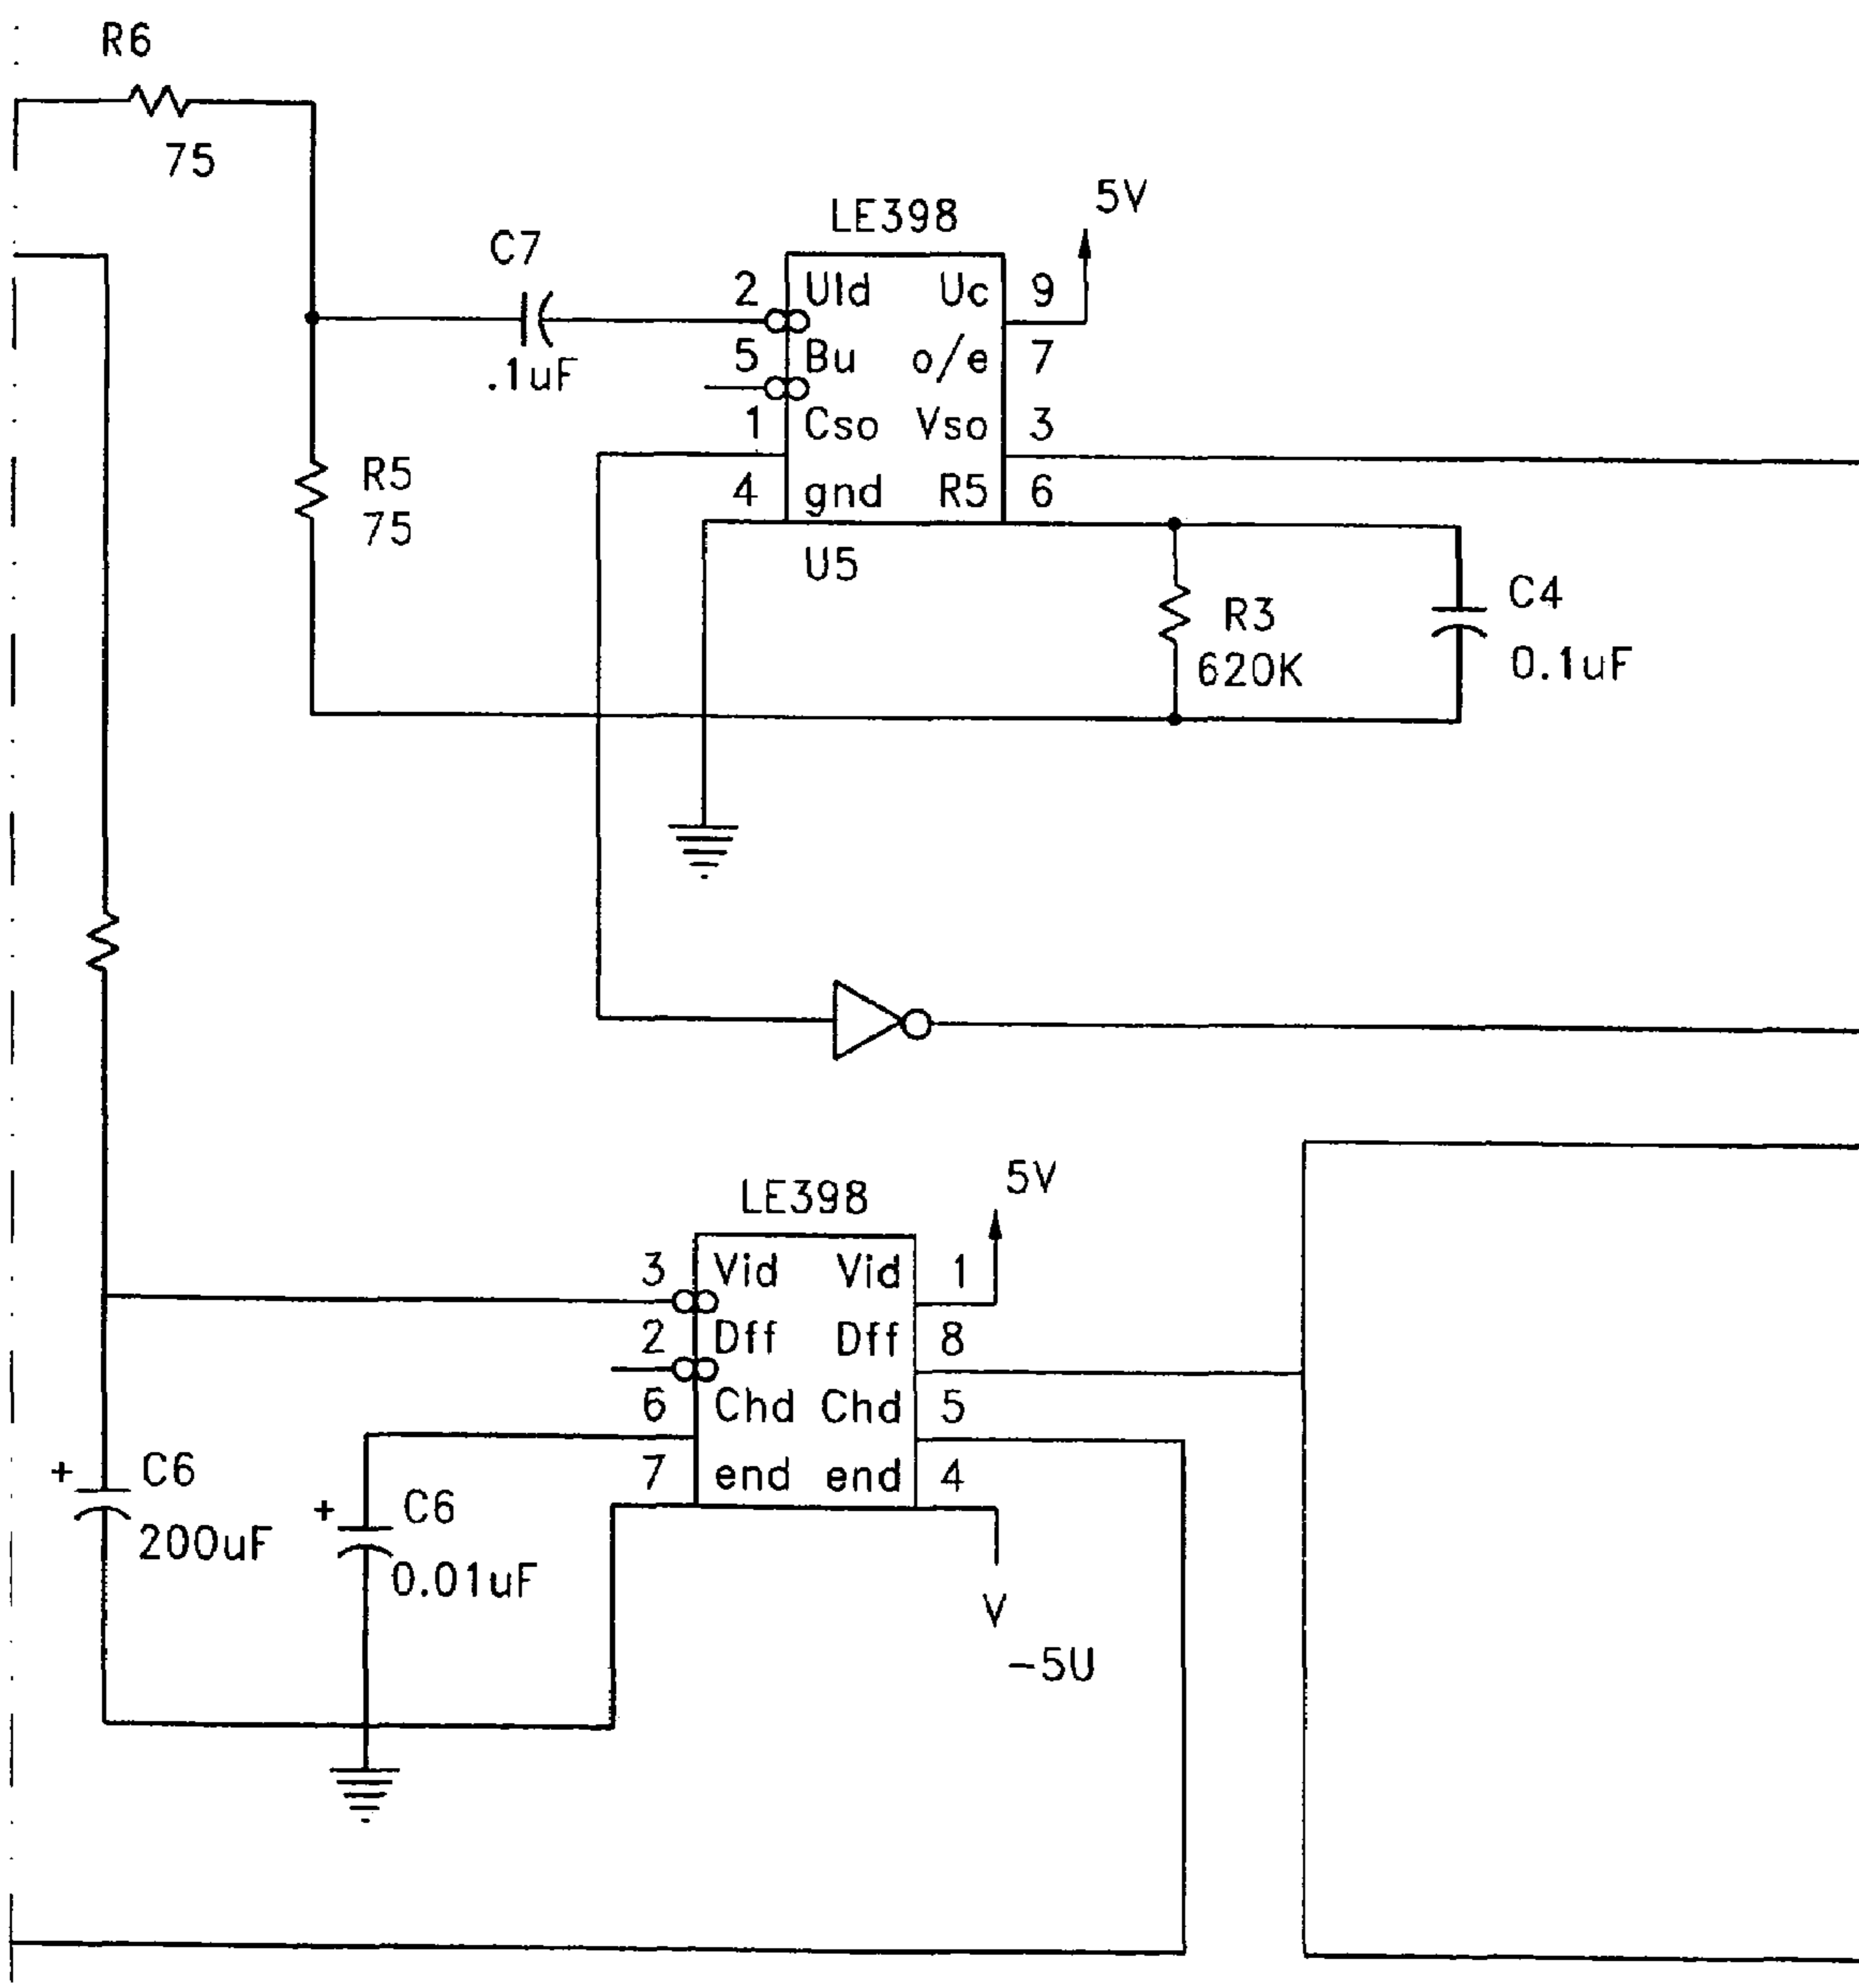 R6
75
5V
LE398
C7
.1uF
2 Uld Uc 9
5 Bu o/e 7
1 Cso Vso 3
4 gnd R5 6
U5
R5
75
R3
620K
C4
0.1uF
5V
LE398
3 Vid Vid 1
2 Dff Dff 8
6 Chd Chd 5
7 end end 4
+ C6
200uF
+ C6
0.01uF
V
-5U